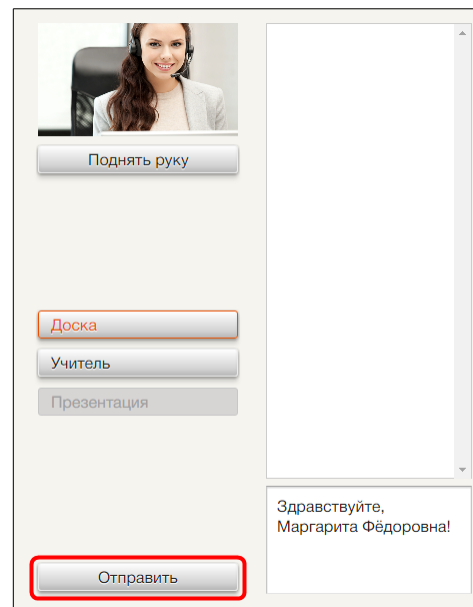 Поднять руку
Доска
Учитель
Презентация
Здравствуйте,
Маргарита Фёдоровна!
Отправить